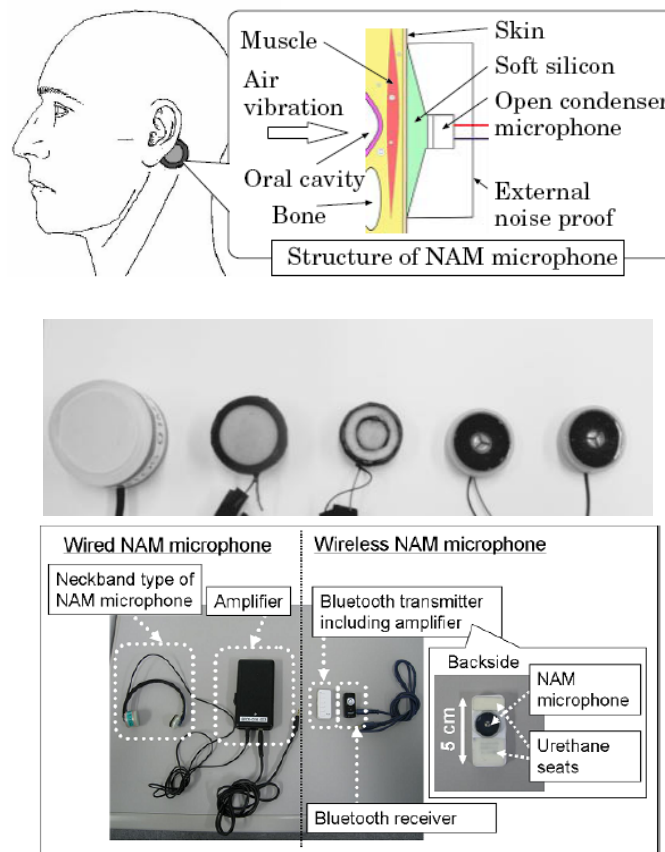 Muscle
Skin
Air
vibration
Soft silicon
Open condenser
microphone
Oral cavity
Bone
External
noise proof
Structure of NAM microphone
Wired NAM microphone
Wireless NAM microphone
Neckband type of
NAM microphone
Amplifier
Bluetooth transmitter
including amplifier
Backside
NAM
microphone
5 cm
Urethane
seats
Bluetooth receiver